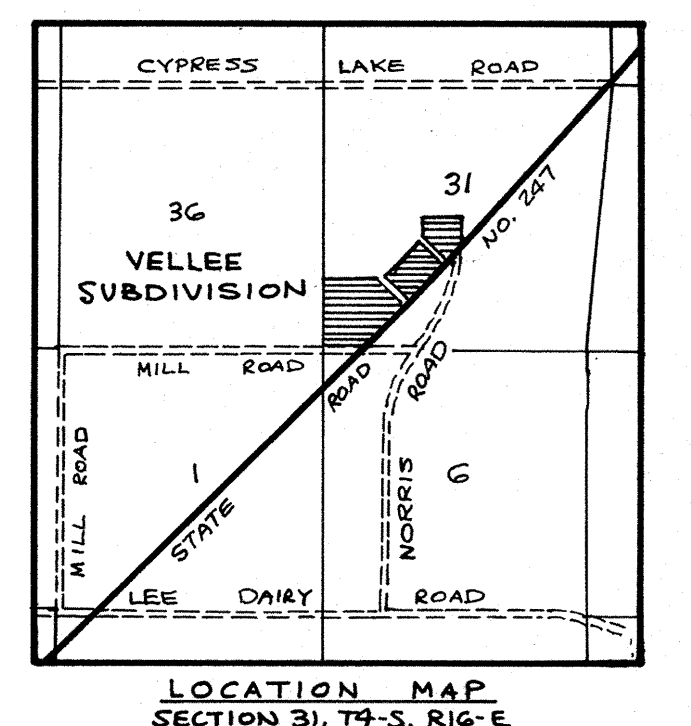 CYPRESS LAKE ROAD
31
36
NO. 247
VELLEE
SUBDIVISION
MILL ROAD
ROAD
ROAD
MILL ROAD
1
6
NORRIS
STATE
LEE DAIRY ROAD
LOCATION MAP
SECTION 31, T4-S, R16-E